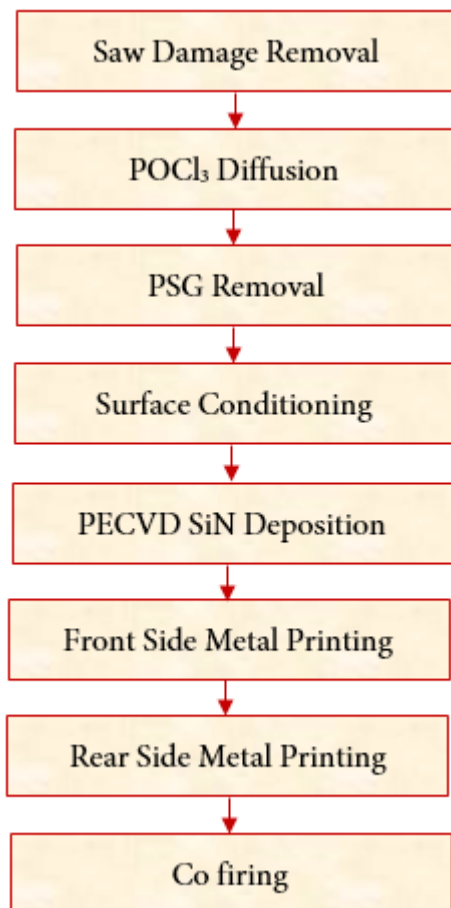 Saw Damage Removal
POCl₃ Diffusion
PSG Removal
Surface Conditioning
PECVD SiN Deposition
Front Side Metal Printing
Rear Side Metal Printing
Co firing